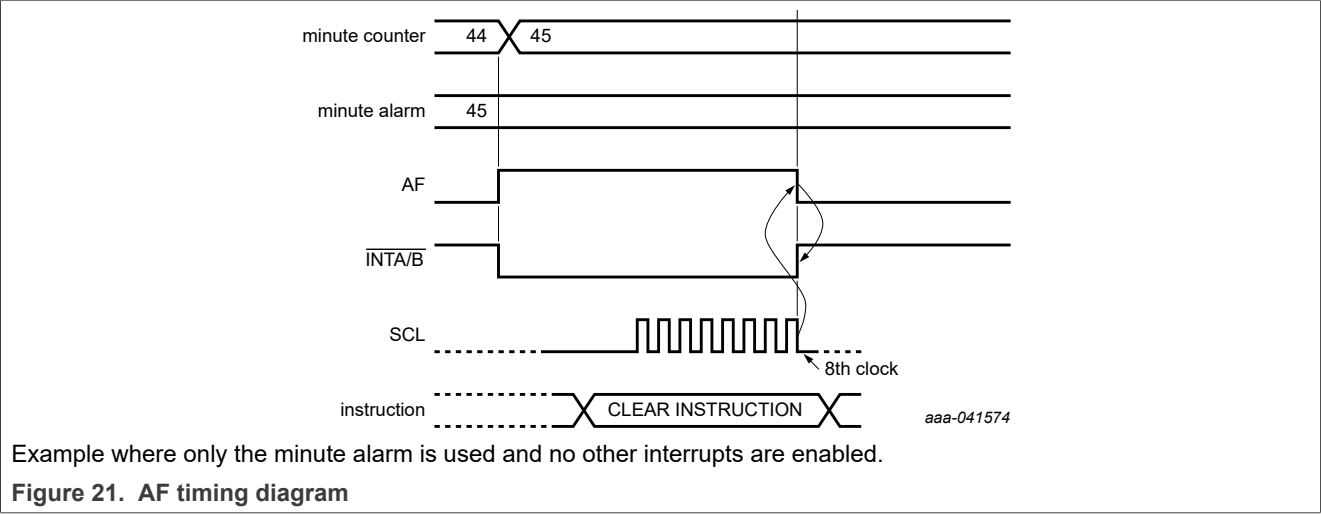 minute counter 44 45
minute alarm 45
AF
INTA/B
SCL
8th clock
instruction CLEAR INSTRUCTION
aaa-041574
Example where only the minute alarm is used and no other interrupts are enabled.
Figure 21. AF timing diagram